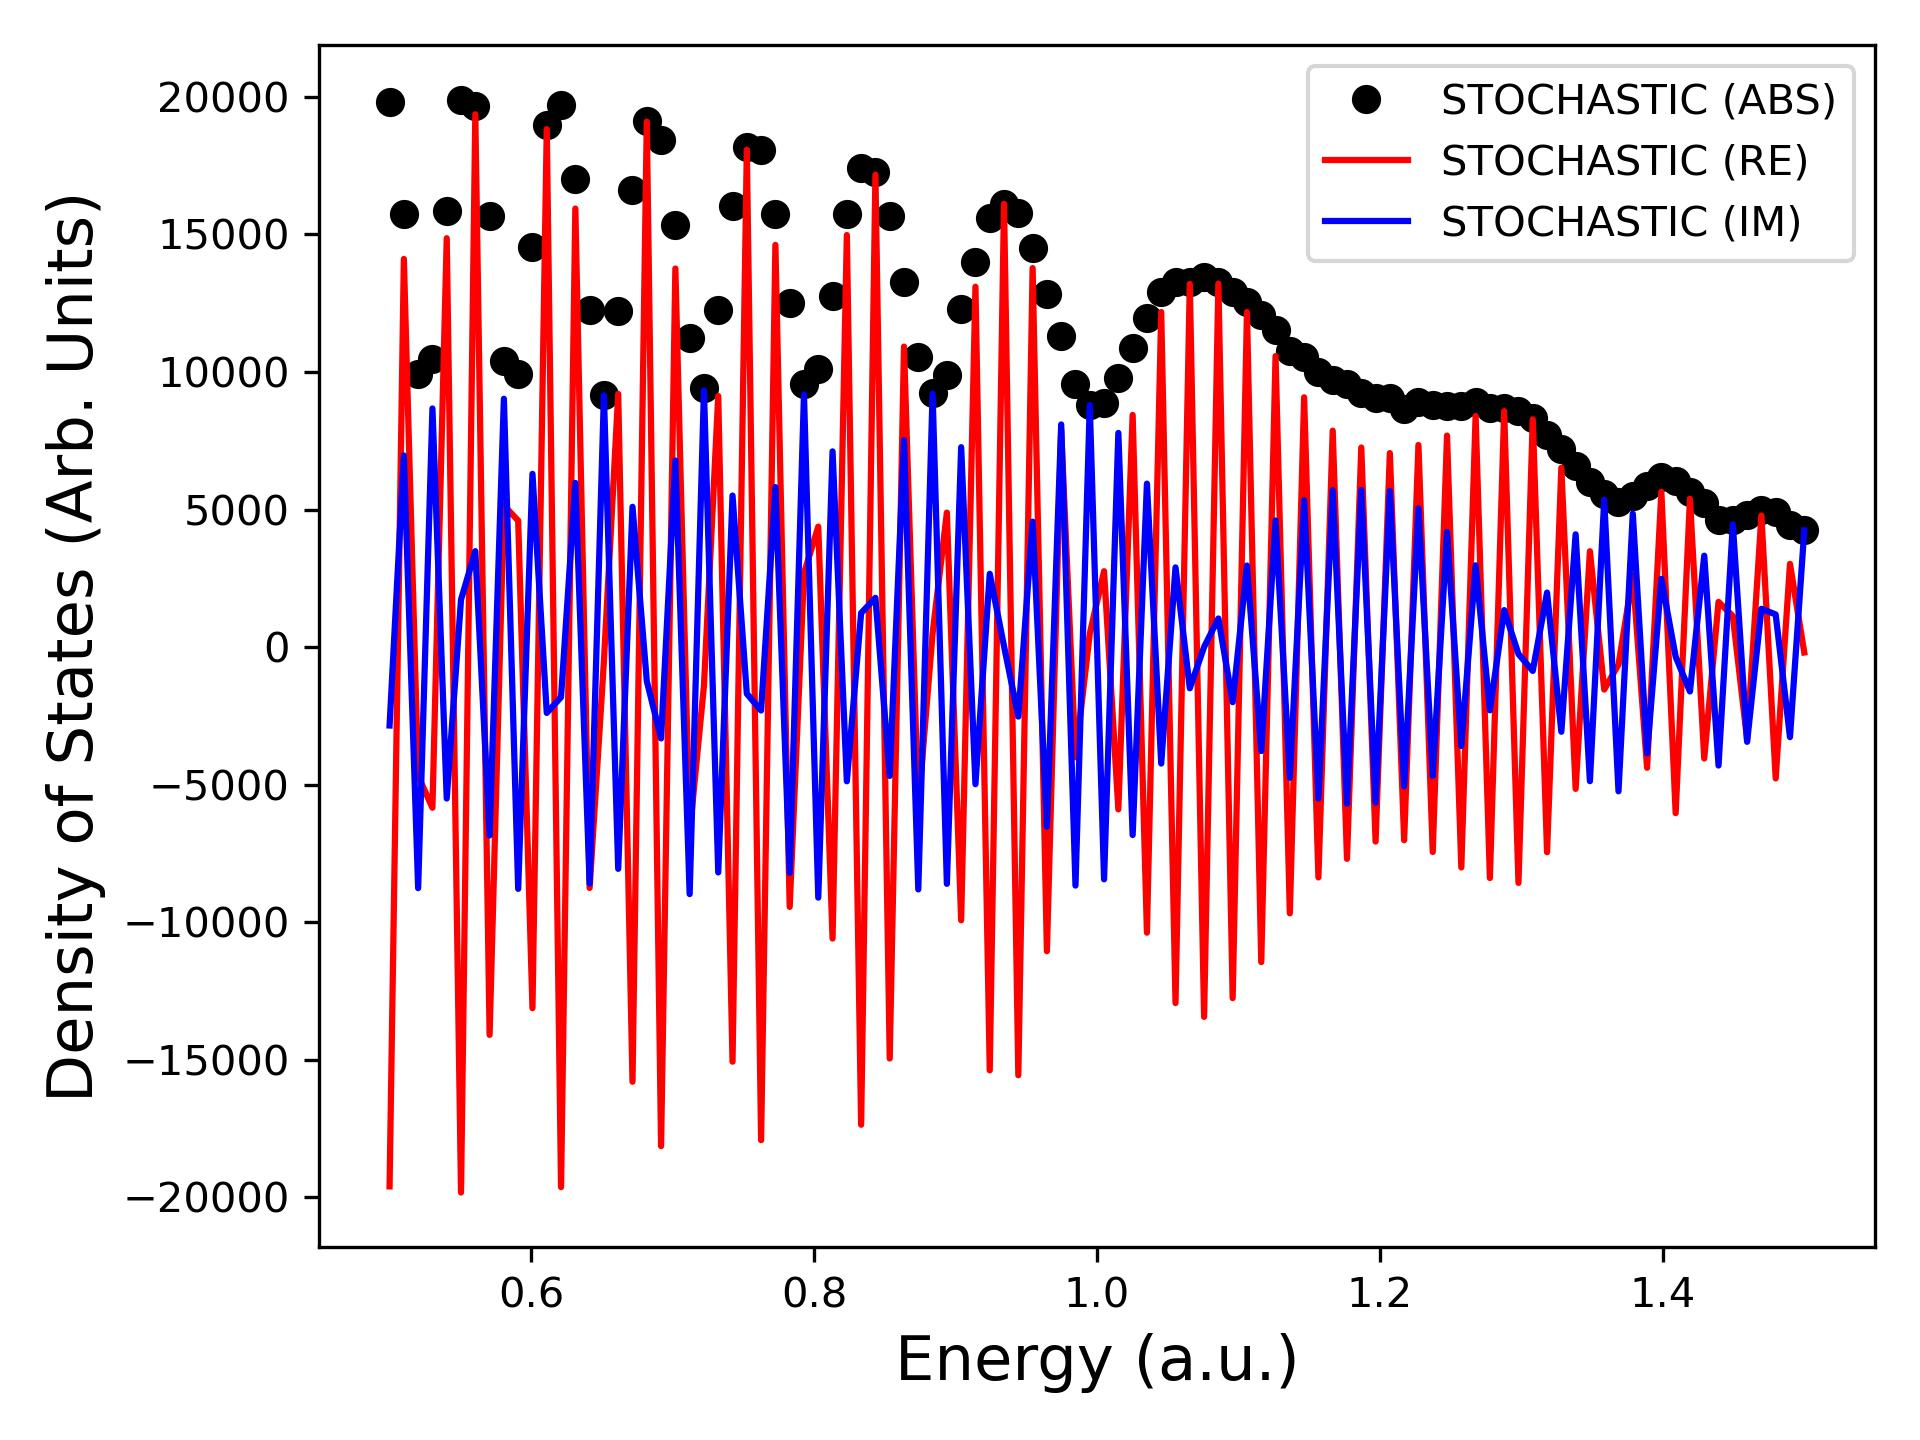 20000
15000
10000
5000
0
−5000
−10000
−15000
−20000
Density of States (Arb. Units)
STOCHASTIC (ABS)
STOCHASTIC (RE)
STOCHASTIC (IM)
0.6 0.8 1.0 1.2 1.4
Energy (a.u.)